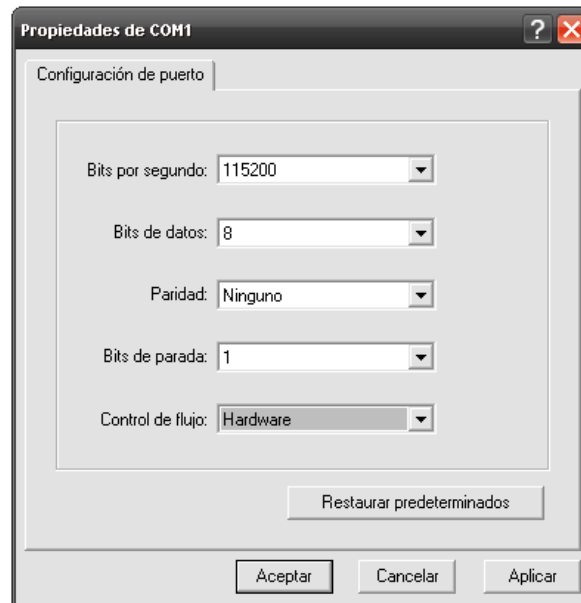 Propiedades de COM1
Configuración de puerto
Bits por segundo: 115200
Bits de datos: 8
Paridad: Ninguno
Bits de parada: 1
Control de flujo: Hardware
Restaurar predeterminados
Aceptar Cancelar Aplicar